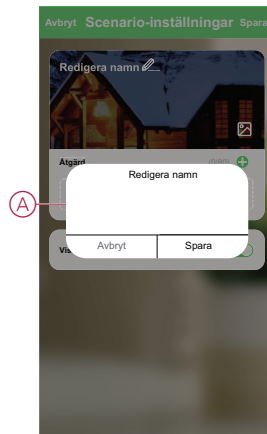 Avbryt Scenario-inställningar Spara
Redigera namn
Åtgärd
Redigera namn
A
Vis
Avbryt Spara